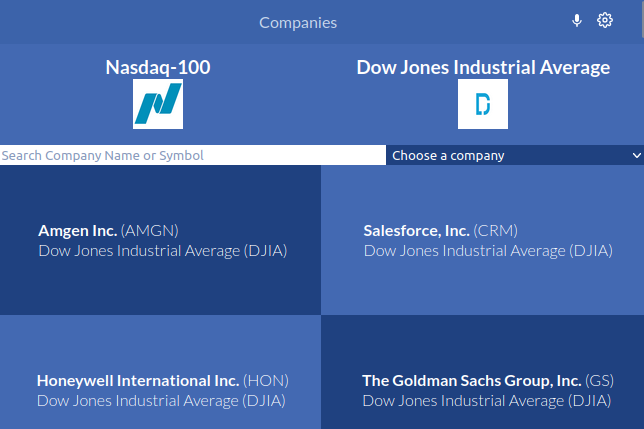 Companies
Nasdaq-100
Dow Jones Industrial Average
Search Company Name or Symbol
Choose a company
Amgen Inc. (AMGN)
Dow Jones Industrial Average (DJIA)
Salesforce, Inc. (CRM)
Dow Jones Industrial Average (DJIA)
Honeywell International Inc. (HON)
Dow Jones Industrial Average (DJIA)
The Goldman Sachs Group, Inc. (GS)
Dow Jones Industrial Average (DJIA)